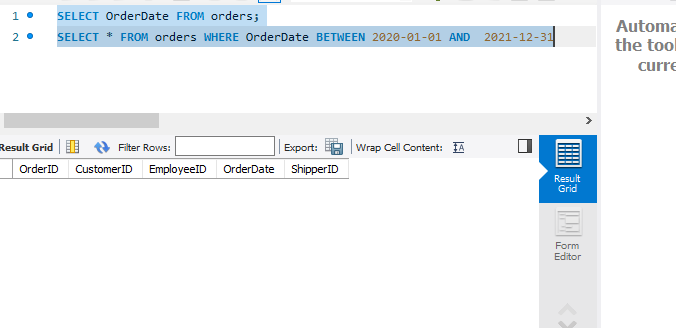 1 SELECT OrderDate FROM orders;
2 SELECT * FROM orders WHERE OrderDate BETWEEN 2020-01-01 AND  2021-12-31
the
curre
Result Grid Filter Rows: Export: Wrap Cell Content: IA
OrderID CustomerID EmployeeID OrderDate ShipperID
Result
Grid
Form
Editor